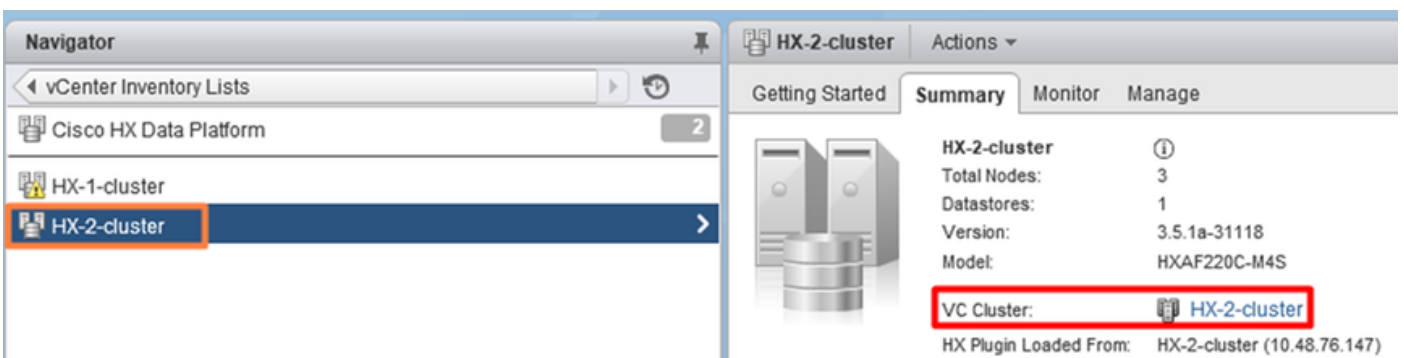 Navigator
vCenter Inventory Lists
Cisco HX Data Platform 2
HX-1-cluster
HX-2-cluster
HX-2-cluster Actions
Getting Started Summary Monitor Manage
HX-2-cluster
Total Nodes: 3
Datastores: 1
Version: 3.5.1a-31118
Model: HXAF220C-M4S
VC Cluster: HX-2-cluster
HX Plugin Loaded From: HX-2-cluster (10.48.76.147)